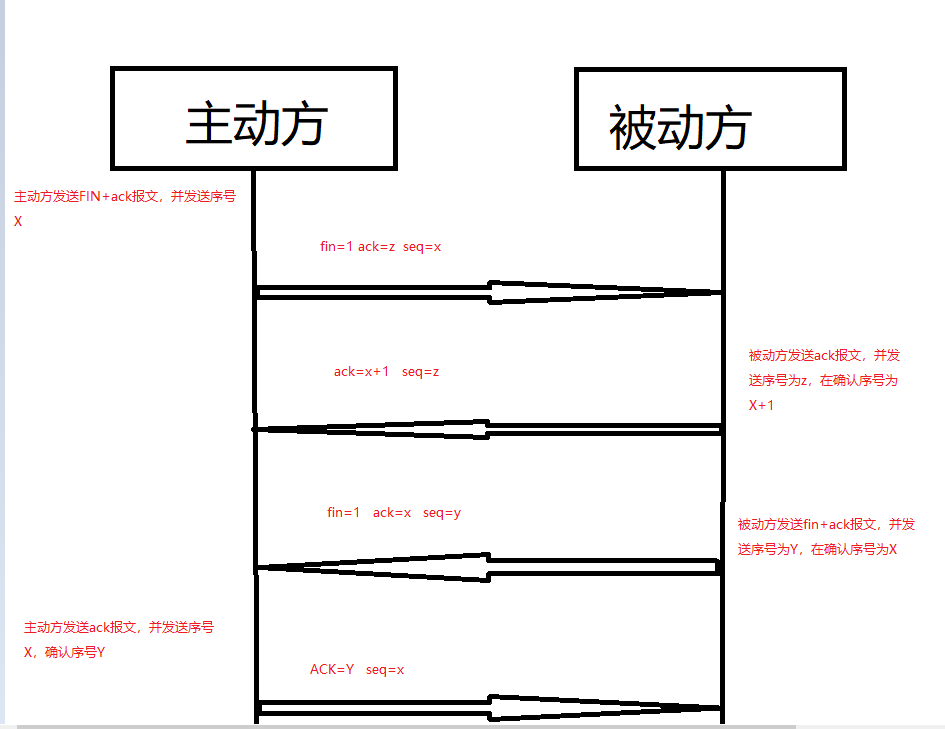 主动方
被动方
主动方发送FIN+ack报文，并发送序号
X
fin=1 ack=z seq=x
被动方发送ack报文，并发
送序号为z，在确认序号为
X+1
ack=x+1 seq=z
fin=1 ack=x seq=y
被动方发送fin+ack报文，并发
送序号为Y，在确认序号为X
主动方发送ack报文，并发送序号
X，确认序号Y
ACK=Y seq=x